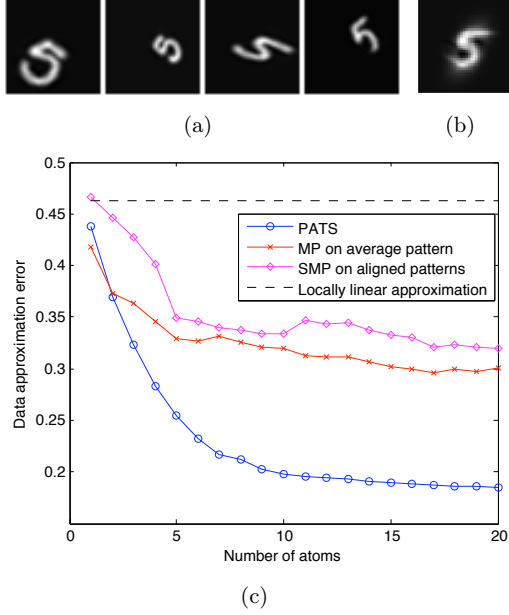 (a)
(b)
0.5
0.45
0.4
0.35
0.3
0.25
0.2
Data approximation error
PATS
MP on average pattern
SMP on aligned patterns
Locally linear approximation
0
5
10
15
20
Number of atoms
(c)